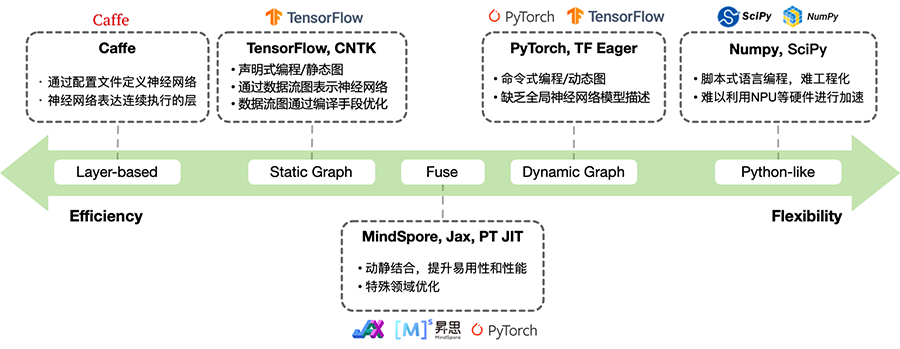 Caffe
TensorFlow
PyTorch
TensorFlow
SciPy
NumPy
Caffe
· 通过配置文件定义神经网络
· 神经网络表达连续执行的层
TensorFlow, CNTK
• 声明式编程/静态图
• 通过数据流图表示神经网络
• 数据流图通过编译手段优化
PyTorch, TF Eager
• 命令式编程/动态图
• 缺乏全局神经网络模型描述
Numpy, SciPy
• 脚本式语言编程，难工程化
• 难以利用NPU等硬件进行加速
Layer-based
Static Graph
Fuse
Dynamic Graph
Python-like
Efficiency
Flexibility
MindSpore, Jax, PT JIT
• 动静结合，提升易用性和性能
• 特殊领域优化
JAX
[M]s 昇思
MindSpore
PyTorch